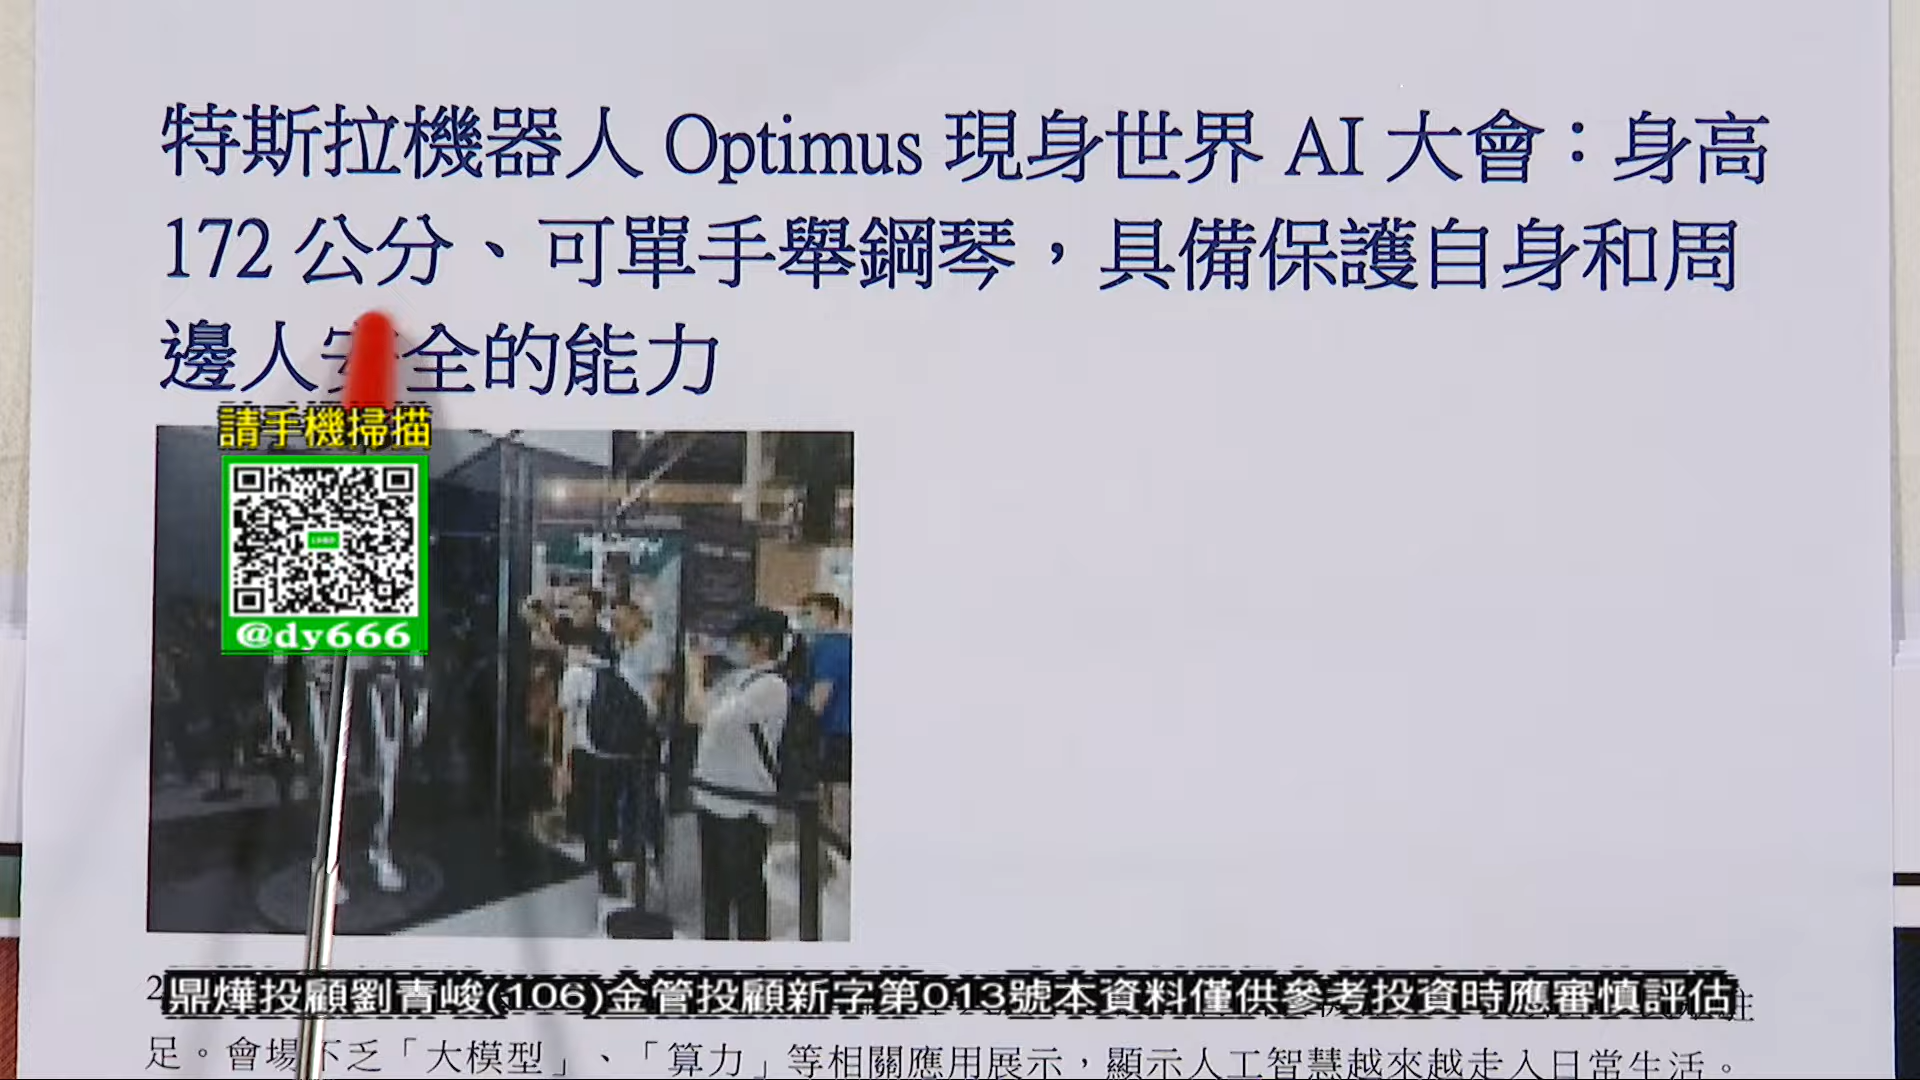 特斯拉機器人 Optimus 現身世界 AI 大會：身高
172 公分、可單手舉鋼琴，具備保護自身和周
邊人安全的能力
請手機掃描
@dy666
鼎燁投顧劉青峻(106)金管投顧新字第013號本資料僅供參考投資時應審慎評估
足。會場不乏「大模型」、「算力」等相關應用展示，顯示人工智慧越來越走入日常生活。